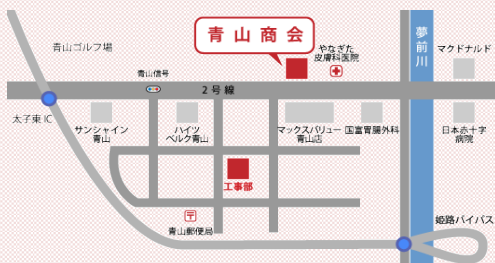 青山商会
青山ゴルフ場
やなぎた
皮膚科医院
夢前川
マクドナルド
青山信号
2号線
太子東IC
サンシャイン
青山
ハイツ
ベルク青山
マックスバリュー
青山店
国富胃腸外科
日本赤十字
病院
工事部
青山郵便局
姫路バイパス